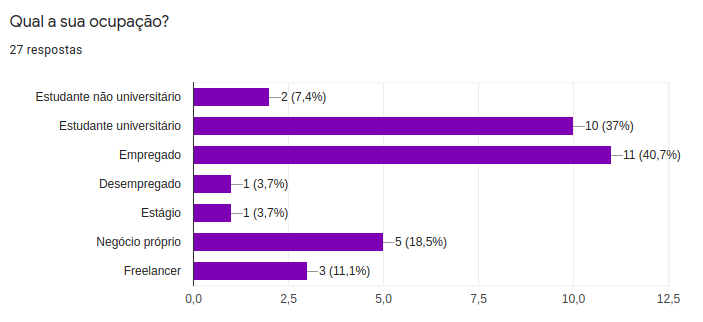 Qual a sua ocupação?
27 respostas
Estudante não universitário 2 (7,4%)
Estudante universitário 10 (37%)
Empregado 11 (40,7%)
Desempregado 1 (3,7%)
Estágio 1 (3,7%)
Negócio próprio 5 (18,5%)
Freelancer 3 (11,1%)
0,0 2,5 5,0 7,5 10,0 12,5